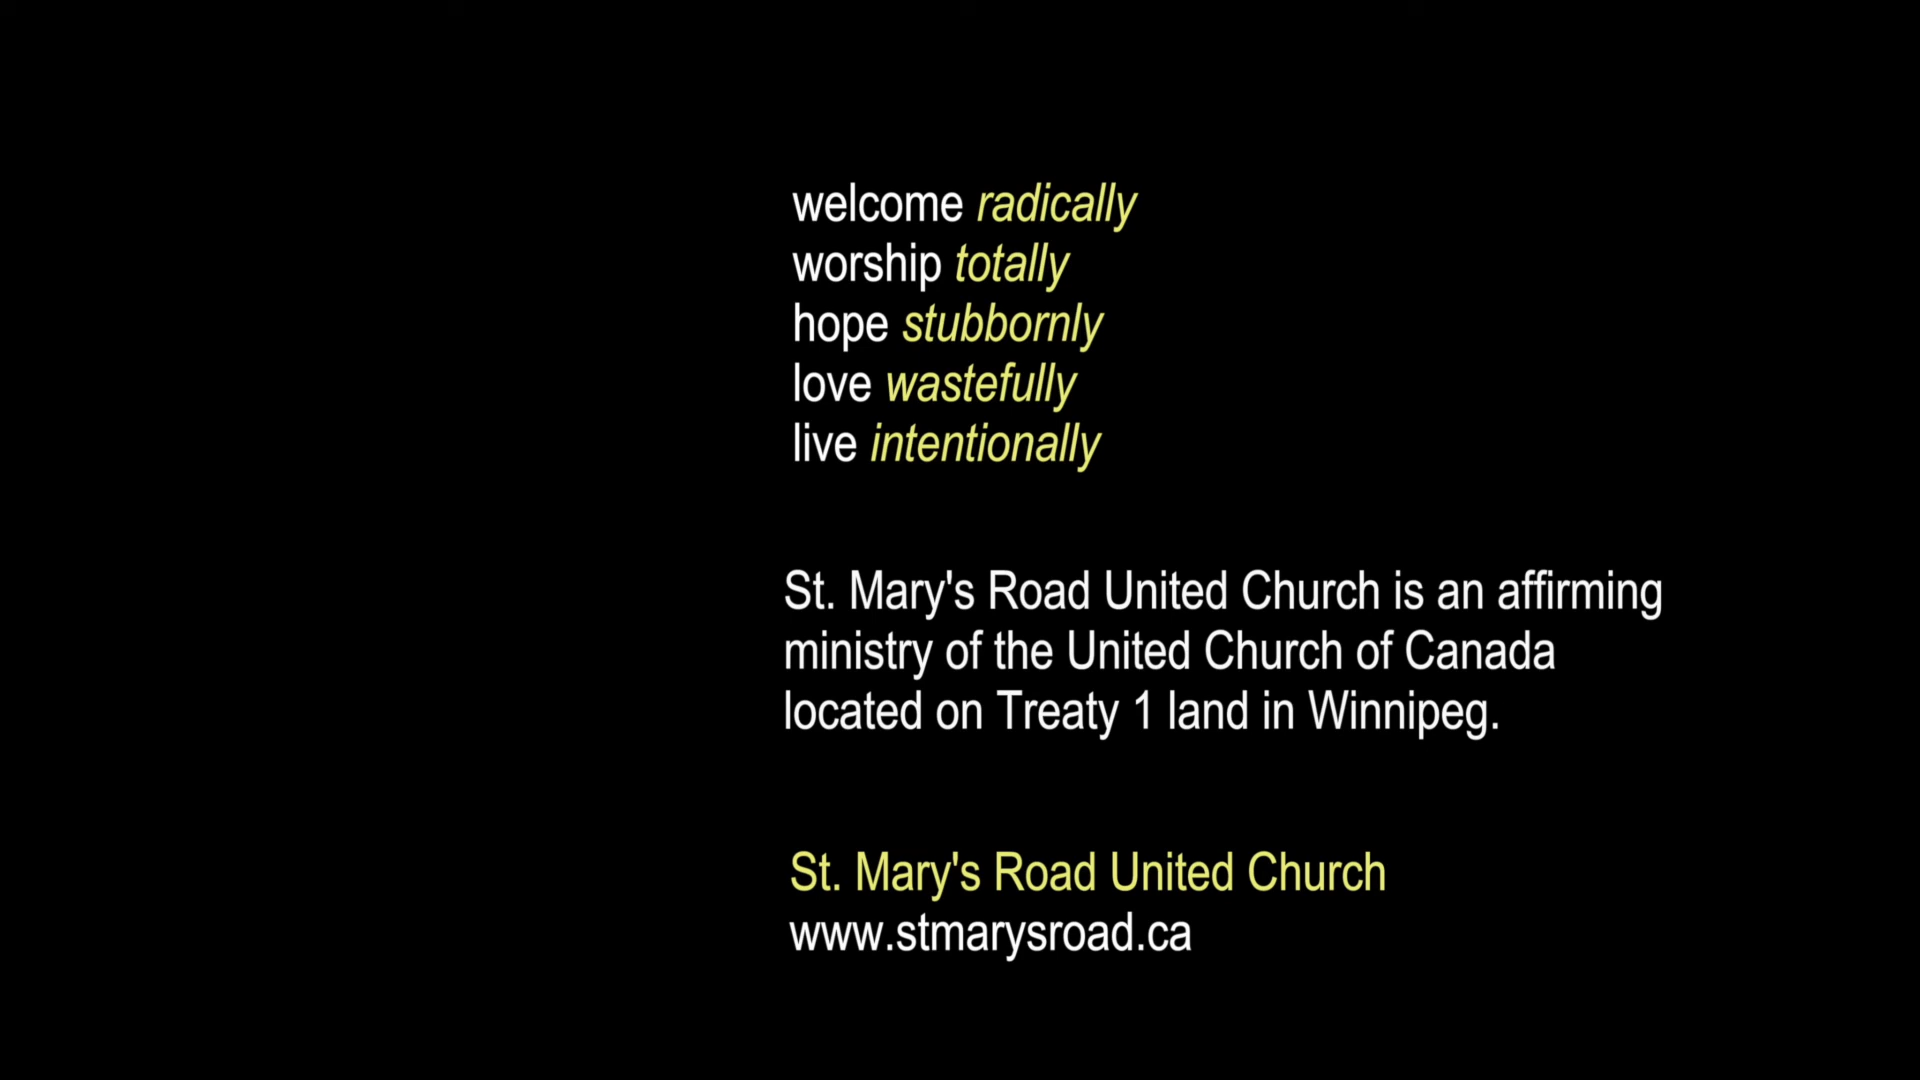 welcome radically
worship totally
hope stubbornly
love wastefully
live intentionally
St. Mary's Road United Church is an affirming
ministry of the United Church of Canada
located on Treaty 1 land in Winnipeg.
St. Mary's Road United Church
www.stmarysroad.ca